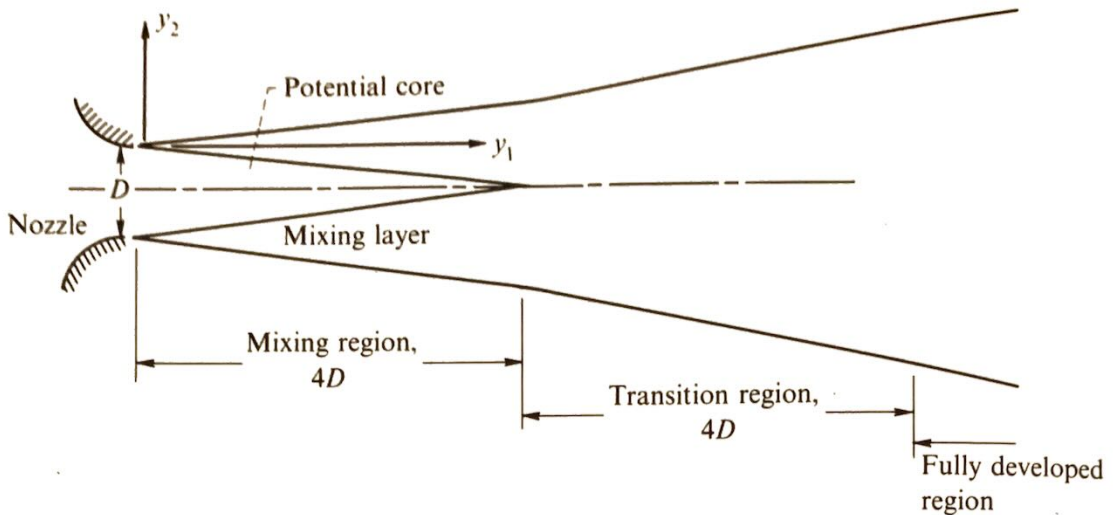 y₂
Potential core
y₁
D
Nozzle
Mixing layer
Mixing region,
4D
Transition region,
4D
Fully developed
region